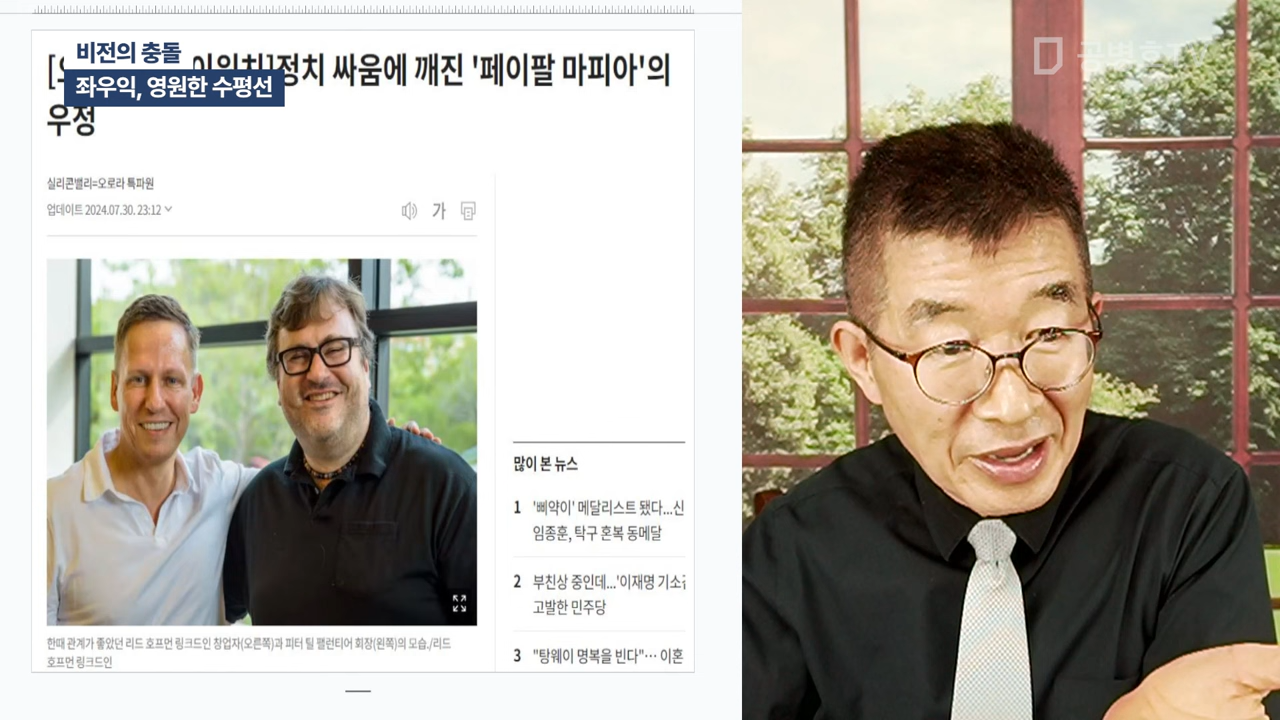 비전의 충돌
좌우익, 영원한 수평선
정치 싸움에 깨진 '페이팔 마피아'의
우정
실리콘밸리=오로라 특파원
업데이트 2024.07.30. 23:12
가
많이 본 뉴스
1 '삐약이' 메달리스트 됐다...신
임종훈, 탁구 혼복 동메달
2 부친상 중인데...'이재명 기소
고발한 민주당
3 "탕웨이 명복을 빈다"… 이혼
한때 관계가 좋았던 리드 호프먼 링크드인 창업자(오른쪽)과 피터 틸 팰런티어 회장(왼쪽)의 모습./리드
호프먼 링크드인